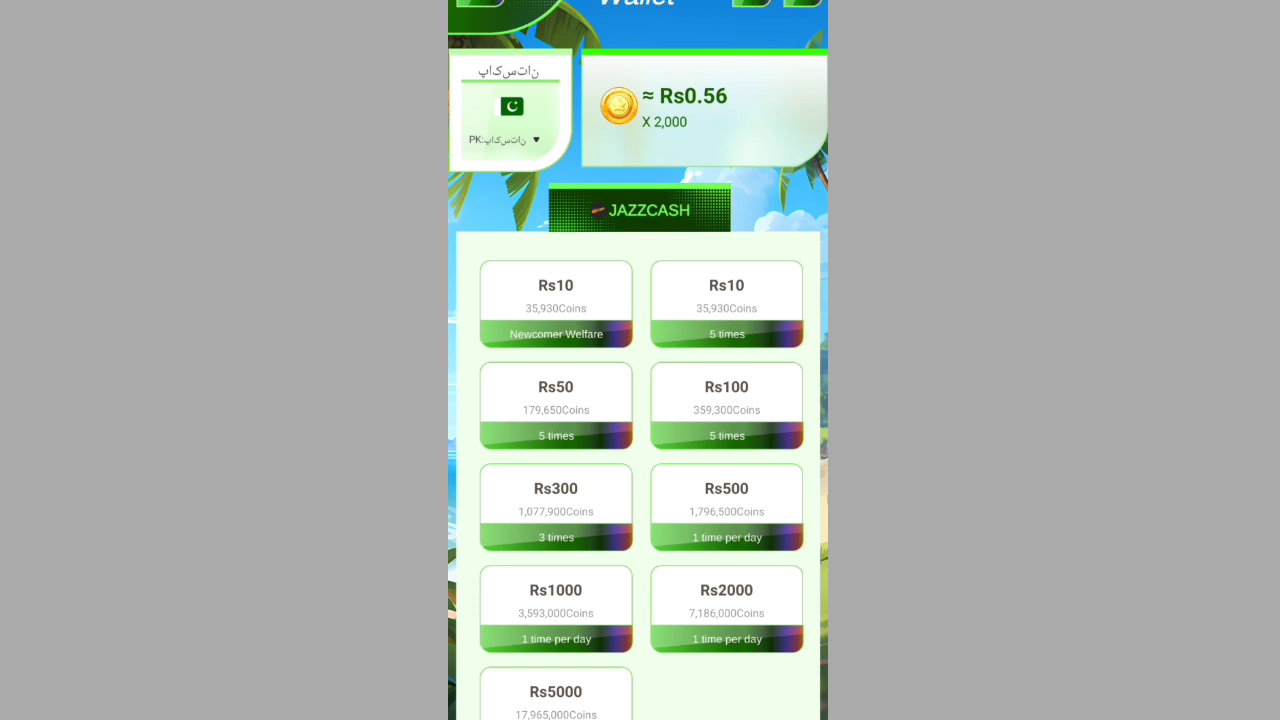 Wallet
پاکستان
≈ Rs0.56
X 2,000
PK:پاکستان
JAZZCASH
Rs10
35,930Coins
Newcomer Welfare
Rs10
35,930Coins
5 times
Rs50
179,650Coins
5 times
Rs100
359,300Coins
5 times
Rs300
1,077,900Coins
3 times
Rs500
1,796,500Coins
1 time per day
Rs1000
3,593,000Coins
1 time per day
Rs2000
7,186,000Coins
1 time per day
Rs5000
17,965,000Coins